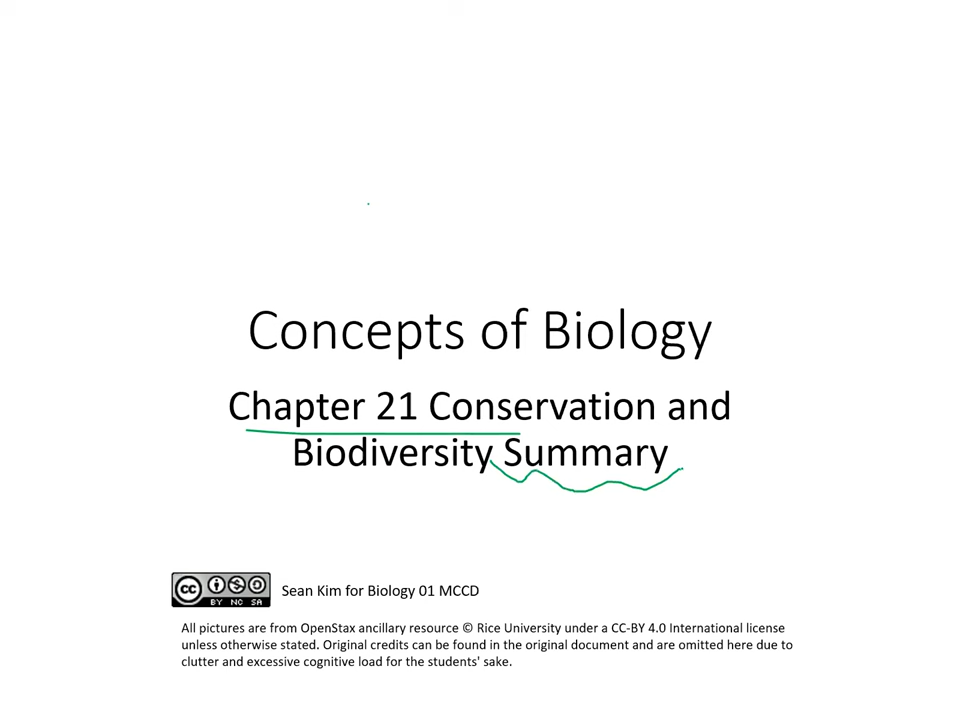 Concepts of Biology
Chapter 21 Conservation and
Biodiversity Summary
cc BY NC SA
Sean Kim for Biology 01 MCCD
All pictures are from OpenStax ancillary resource © Rice University under a CC-BY 4.0 International license
unless otherwise stated. Original credits can be found in the original document and are omitted here due to
clutter and excessive cognitive load for the students' sake.